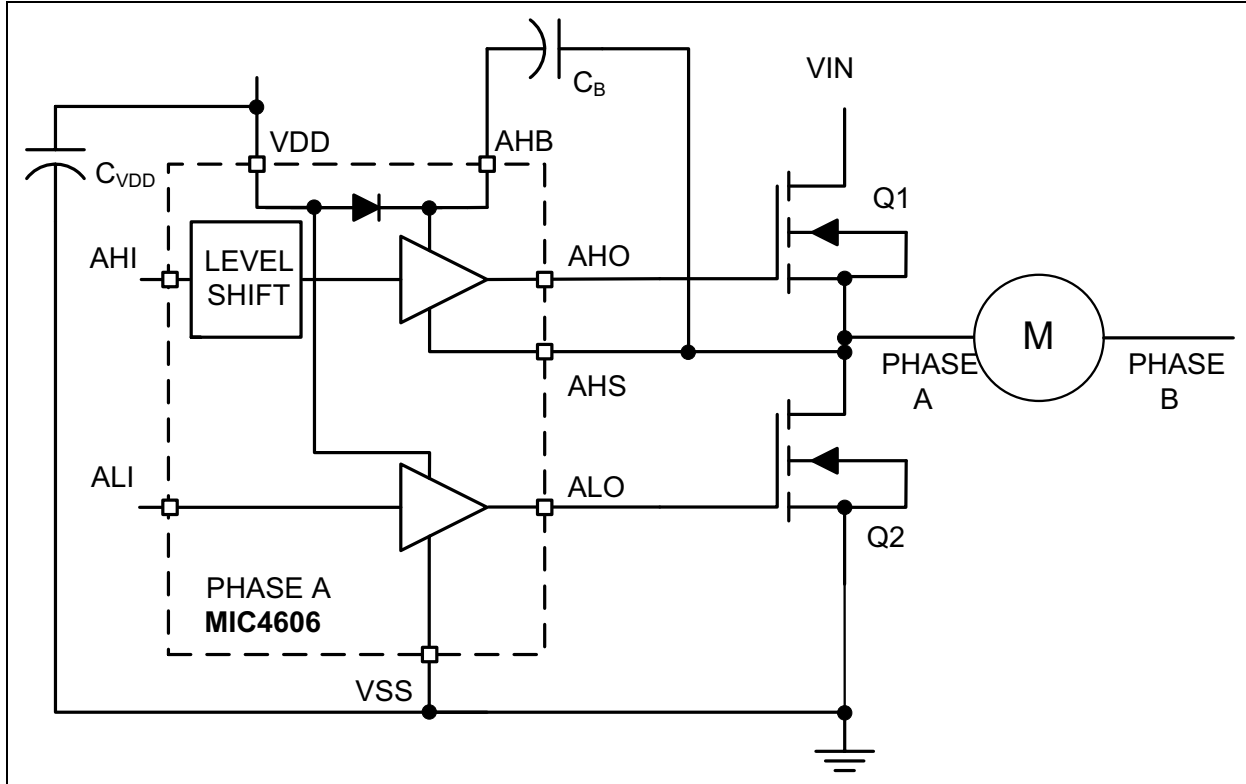 VIN
C_B
VDD
AHB
C_VDD
Q1
AHI
LEVEL
SHIFT
AHO
M
PHASE
A
PHASE
B
AHS
ALI
ALO
Q2
PHASE A
MIC4606
VSS